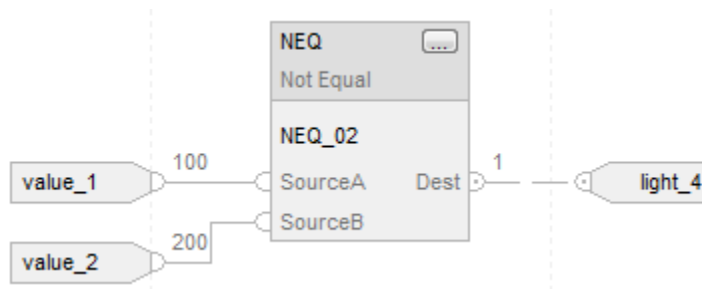 NEQ ...
Not Equal
NEQ_02
100
value_1
SourceA Dest
1
light_4
SourceB
200
value_2